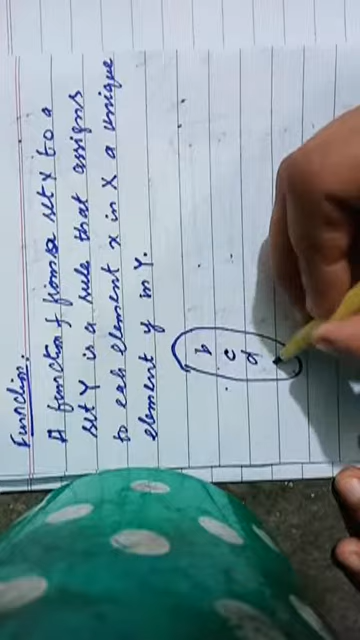 Function.
A function f from a set X to a
set Y is a rule that assigns
to each element x in X a unique
element y in Y.
b
c
d